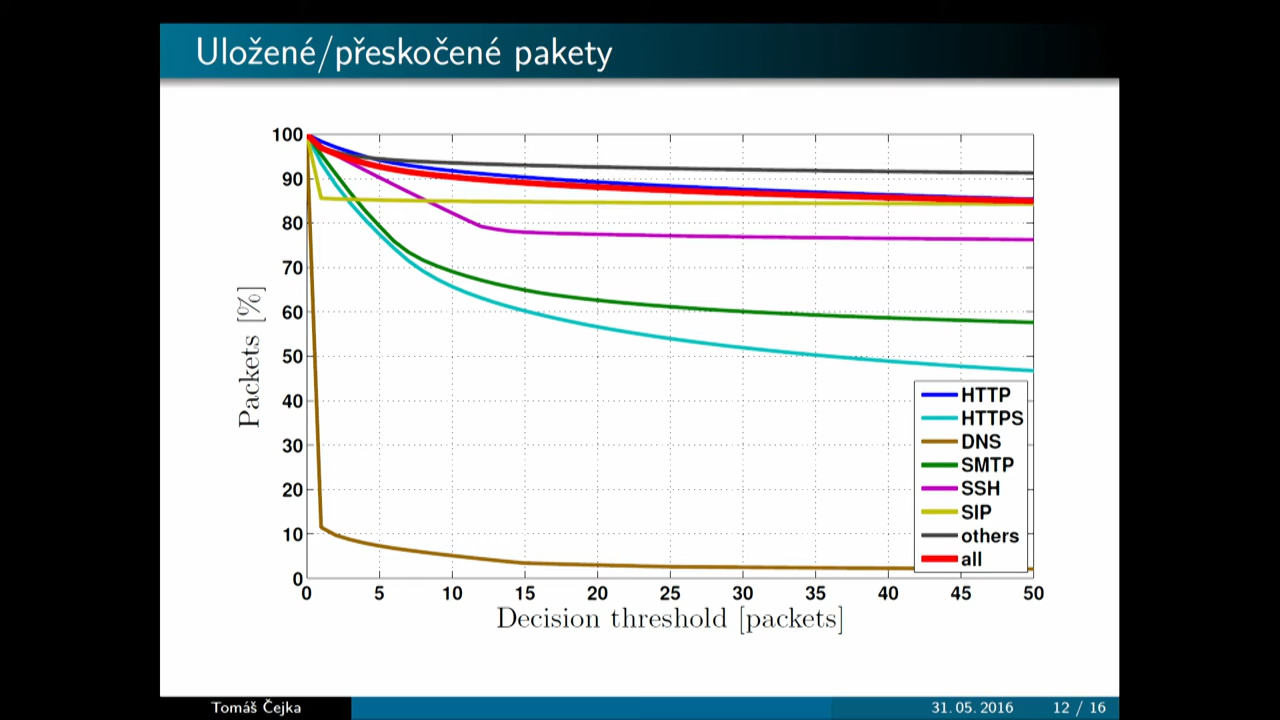 Uložené/přeskočené pakety
100
90
80
70
60
50
40
30
20
10
0
Packets [%]
0 5 10 15 20 25 30 35 40 45 50
Decision threshold [packets]
HTTP
HTTPS
DNS
SMTP
SSH
SIP
others
all
Tomáš Čejka 31. 05. 2016 12 / 16